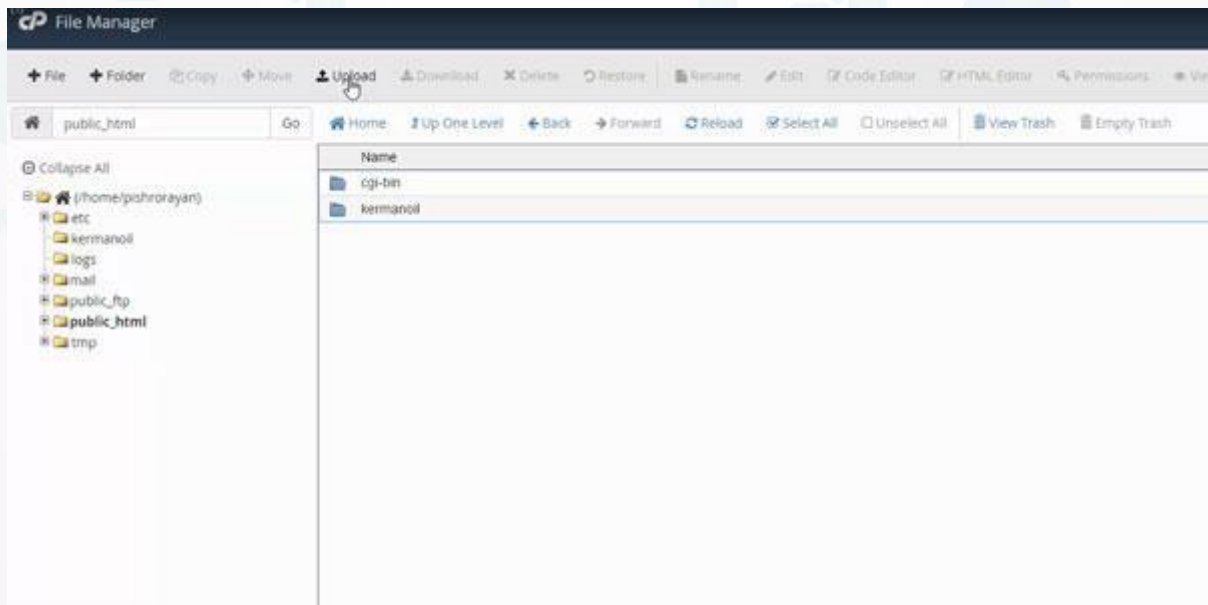 cP File Manager
File Folder Copy Move Upload Download Delete Restore Rename Edit Code Editor HTML Editor Permissions
public_html Go Home Up One Level Back Forward Reload Select All Unselect All View Trash Empty Trash
Collapse All
Name
(/home/pishrorayan)
cgi-bin
etc
kermanoil
kermanoil
logs
mail
public_ftp
public_html
tmp